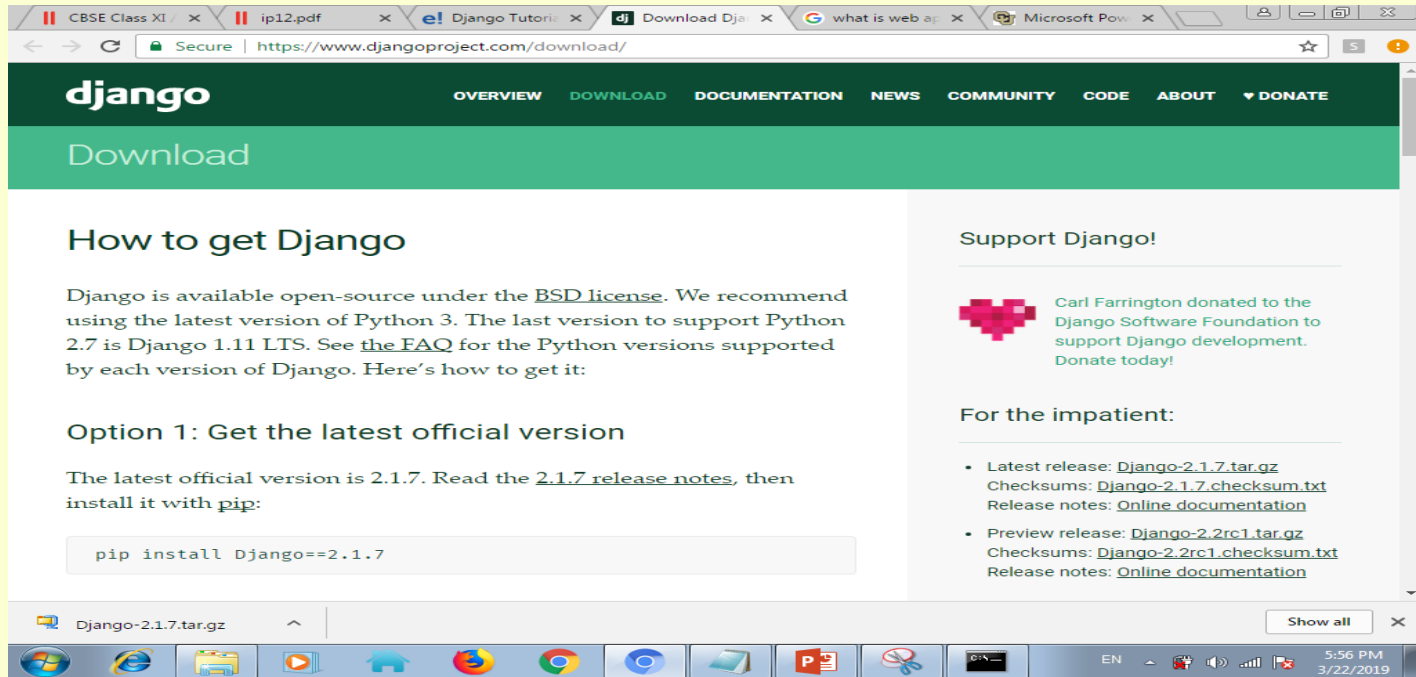 CBSE Class XI /
ip12.pdf
Django Tutoria
Download Djan
what is web ap
Microsoft Pow
Secure | https://www.djangoproject.com/download/
S
django
OVERVIEW DOWNLOAD DOCUMENTATION NEWS COMMUNITY CODE ABOUT ♥ DONATE
Download
How to get Django
Django is available open-source under the BSD license. We recommend
using the latest version of Python 3. The last version to support Python
2.7 is Django 1.11 LTS. See the FAQ for the Python versions supported
by each version of Django. Here's how to get it:
Option 1: Get the latest official version
The latest official version is 2.1.7. Read the 2.1.7 release notes, then
install it with pip:
pip install Django==2.1.7
Support Django!
Carl Farrington donated to the
Django Software Foundation to
support Django development.
Donate today!
For the impatient:
• Latest release: Django-2.1.7.tar.gz
Checksums: Django-2.1.7.checksum.txt
Release notes: Online documentation
• Preview release: Django-2.2rc1.tar.gz
Checksums: Django-2.2rc1.checksum.txt
Release notes: Online documentation
Django-2.1.7.tar.gz
Show all
EN
5:56 PM
3/22/2019